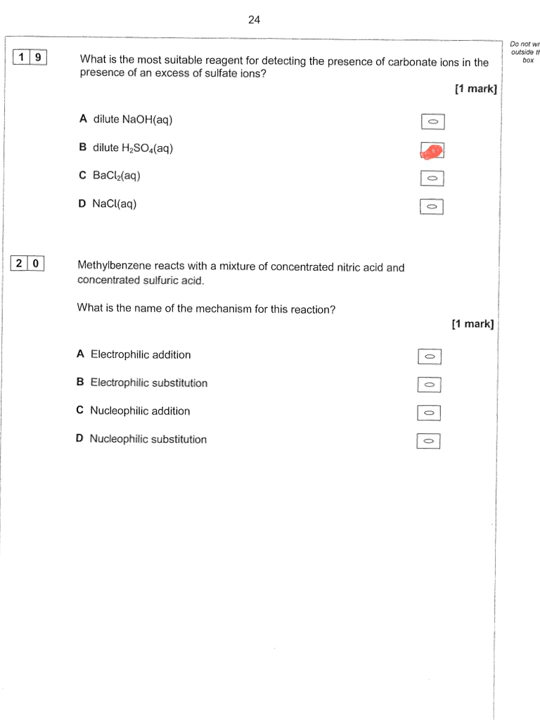 24
Do not wr
outside th
box
1 9
What is the most suitable reagent for detecting the presence of carbonate ions in the
presence of an excess of sulfate ions?
[1 mark]
A dilute NaOH(aq)
B dilute H₂SO₄(aq)
C BaCl₂(aq)
D NaCl(aq)
2 0
Methylbenzene reacts with a mixture of concentrated nitric acid and
concentrated sulfuric acid.
What is the name of the mechanism for this reaction?
[1 mark]
A Electrophilic addition
B Electrophilic substitution
C Nucleophilic addition
D Nucleophilic substitution